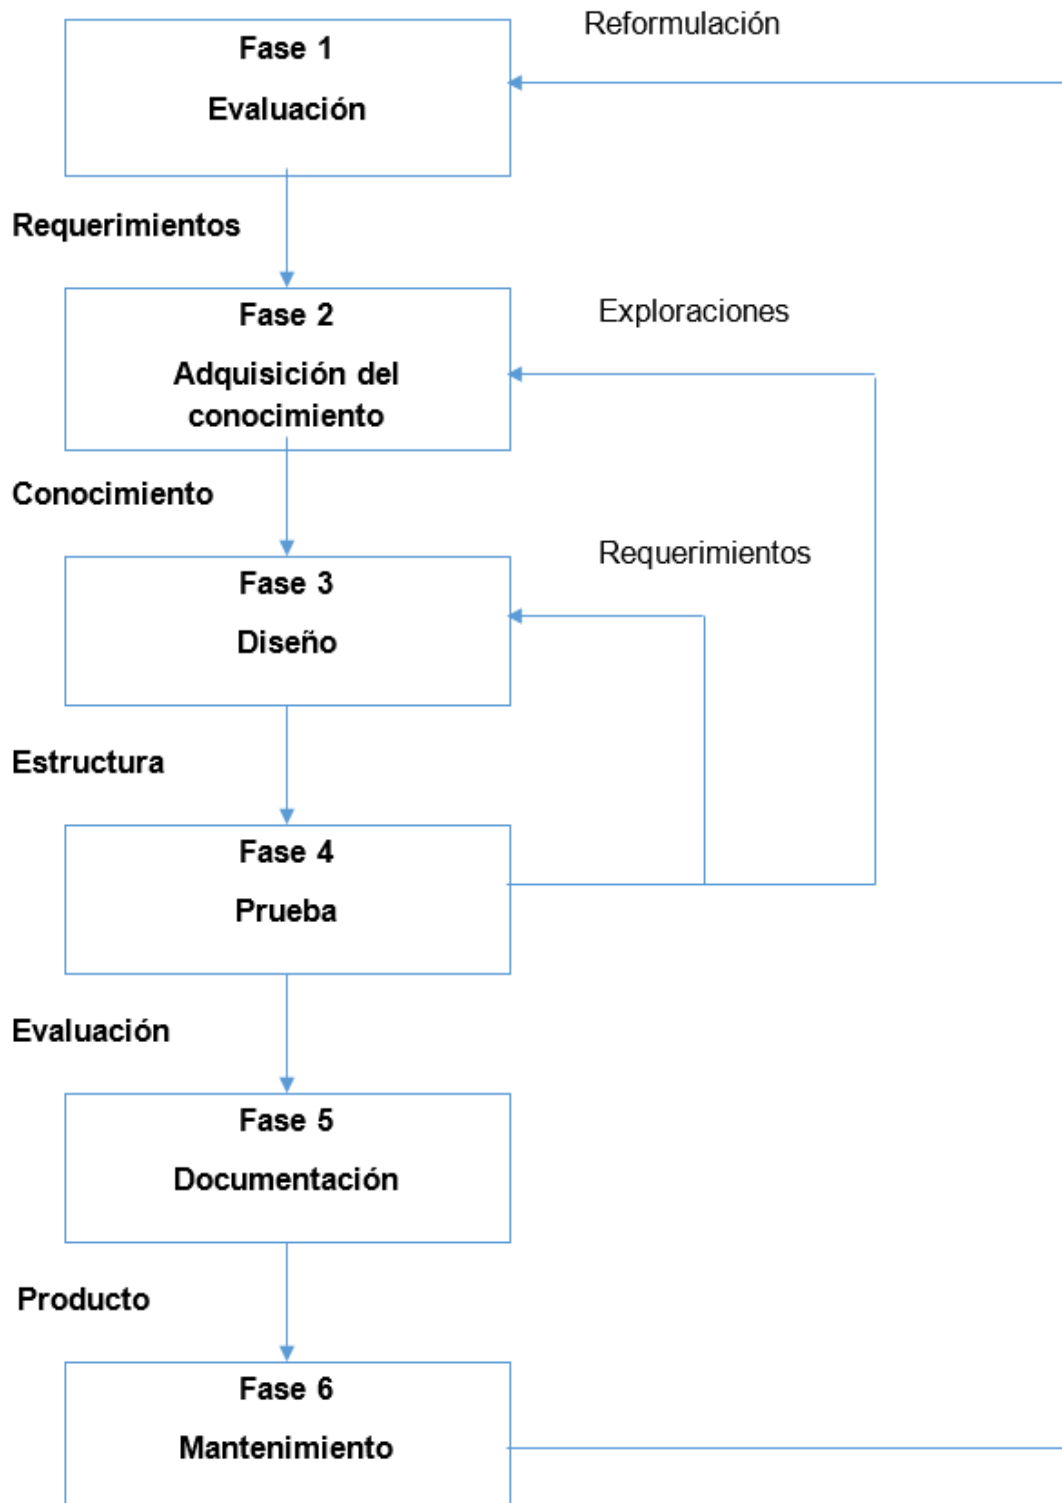 Reformulación
Fase 1
Evaluación
Requerimientos
Fase 2
Exploraciones
Adquisición del
conocimiento
Conocimiento
Requerimientos
Fase 3
Diseño
Estructura
Fase 4
Prueba
Evaluación
Fase 5
Documentación
Producto
Fase 6
Mantenimiento